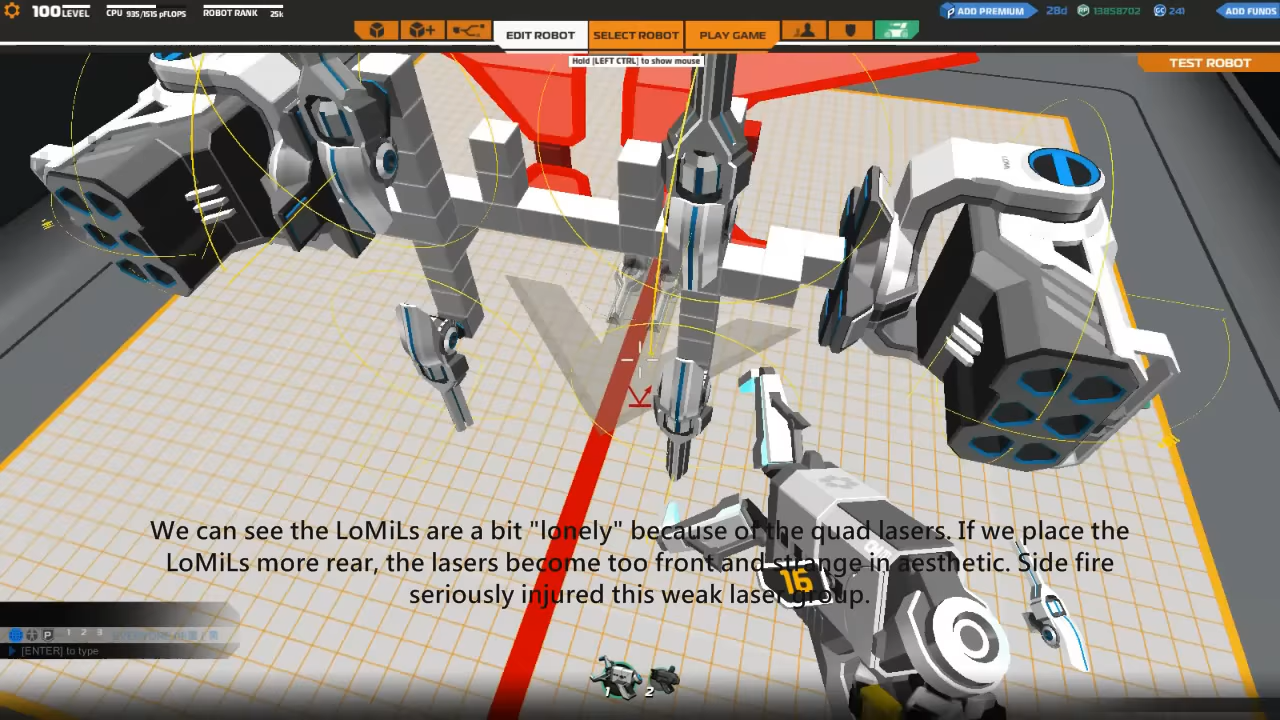 100 LEVEL
CPU 935/1515 pFLOPS
ROBOT RANK 25k
ADD PREMIUM
28d
13858702
241
ADD FUNDS
EDIT ROBOT
SELECT ROBOT
PLAY GAME
Hold [LEFT CTRL] to show mouse
TEST ROBOT
We can see the LoMiLs are a bit "lonely" because of the quad lasers. If we place the
LoMiLs more rear, the lasers become too front and strange in aesthetic. Side fire
seriously injured this weak laser group.
16
P 1 2 3
[ENTER] to type
1 2